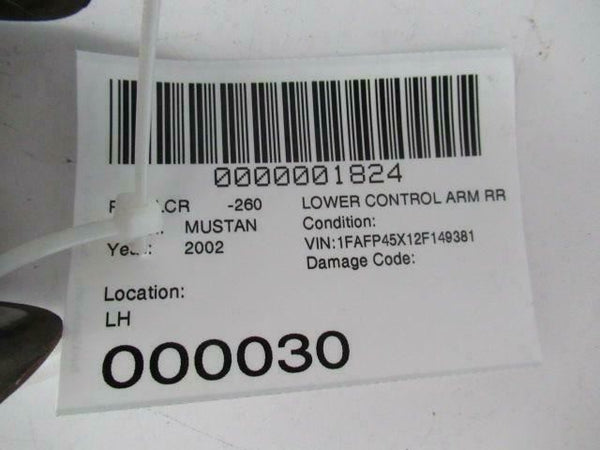 0000001824
-260 LOWER CONTROL ARM RR
MUSTAN Condition:
2002 VIN:1FAFP45X12F149381
Damage Code:
Location:
LH
000030